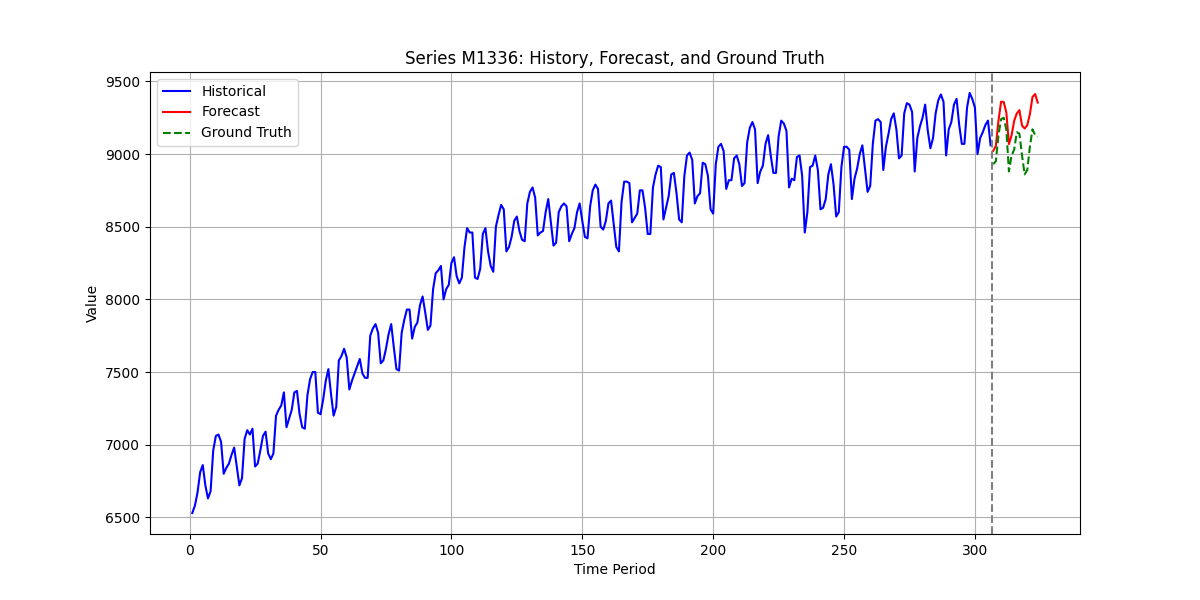 Series M1336: History, Forecast, and Ground Truth
Historical
Forecast
Ground Truth
Value
9500
9000
8500
8000
7500
7000
6500
0 50 100 150 200 250 300
Time Period